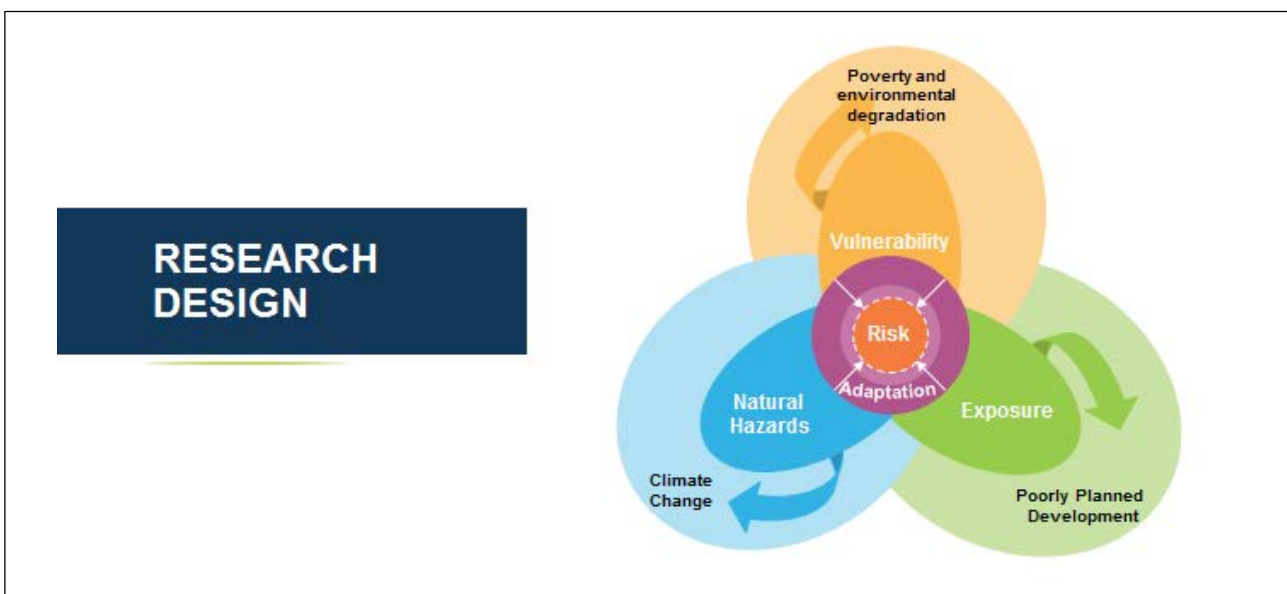 RESEARCH
DESIGN
Poverty and
environmental
degradation
Vulnerability
Risk
Adaptation
Natural
Hazards
Exposure
Climate
Change
Poorly Planned
Development